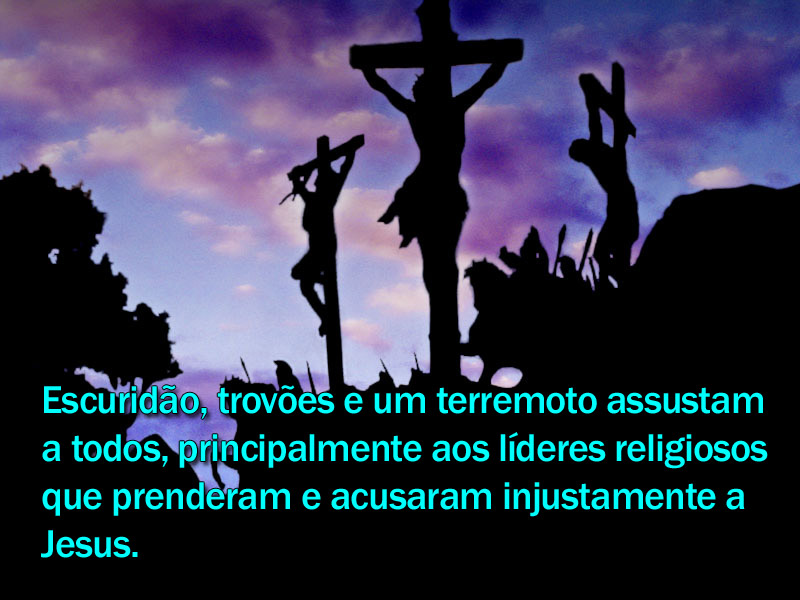 Escuridão, trovões e um terremoto assustam
a todos, principalmente aos líderes religiosos
que prenderam e acusaram injustamente a
Jesus.